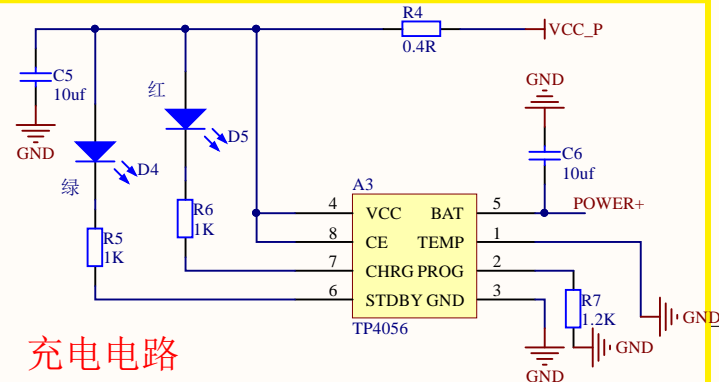 R4
0.4R
VCC_P
C5
10uf
GND
红
D5
D4
绿
GND
C6
10uf
POWER+
R6
1K
R5
1K
A3
4 VCC BAT 5
8 CE TEMP 1
7 CHRG PROG 2
6 STDBY GND 3
TP4056
R7
1.2K
GND
GND
GND
充电电路